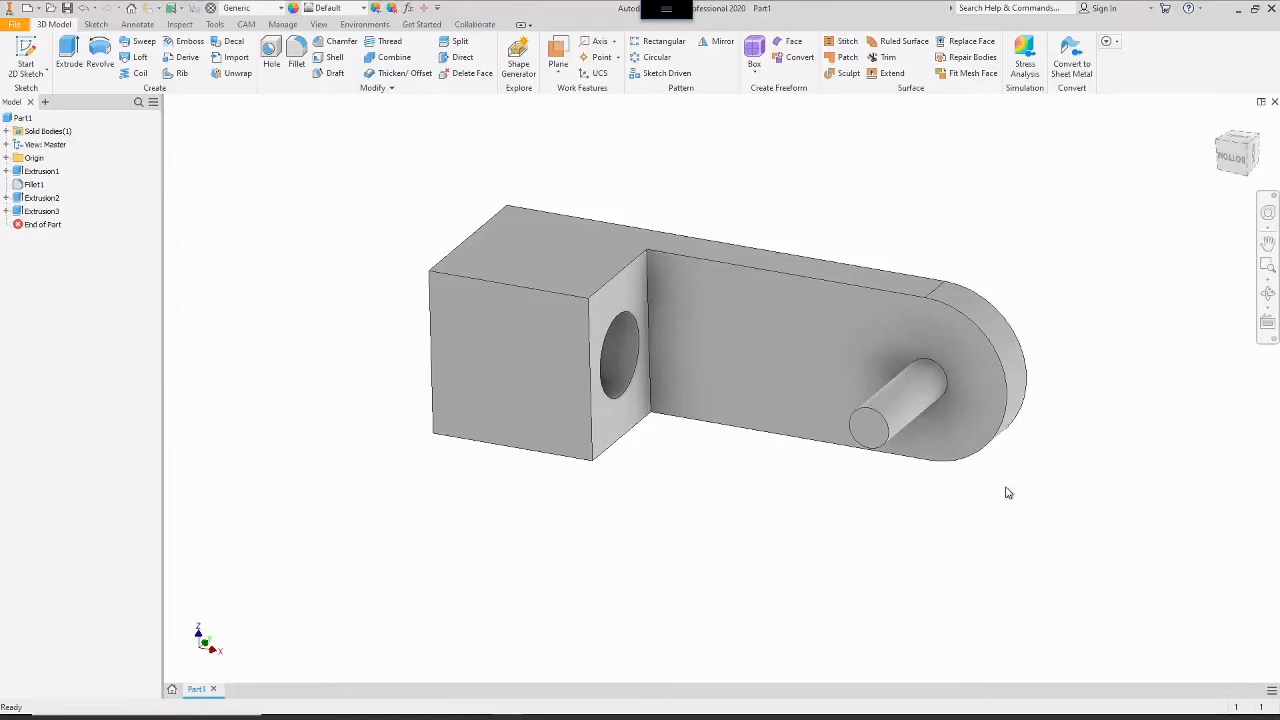 Generic
Default
rofessional 2020 Part1
Search Help & Commands...
Sign In
File 3D Model Sketch Annotate Inspect Tools CAM Manage View Environments Get Started Collaborate
Start
2D Sketch
Extrude
Revolve
Sweep
Loft
Coil
Emboss
Derive
Rib
Decal
Import
Unwrap
Hole
Fillet
Chamfer
Shell
Draft
Thread
Combine
Thicken/ Offset
Split
Direct
Delete Face
Shape
Generator
Plane
Axis
Point
UCS
Rectangular
Circular
Sketch Driven
Mirror
Box
Face
Convert
Stitch
Patch
Sculpt
Ruled Surface
Trim
Extend
Replace Face
Repair Bodies
Fit Mesh Face
Stress
Analysis
Convert to
Sheet Metal
Sketch
Create
Modify
Explore
Work Features
Pattern
Create Freeform
Surface
Simulation
Convert
Model
Part1
Solid Bodies(1)
View: Master
Origin
Extrusion1
Fillet1
Extrusion2
Extrusion3
End of Part
BOTTOM
Z
Y
X
Part1
Ready
1 1